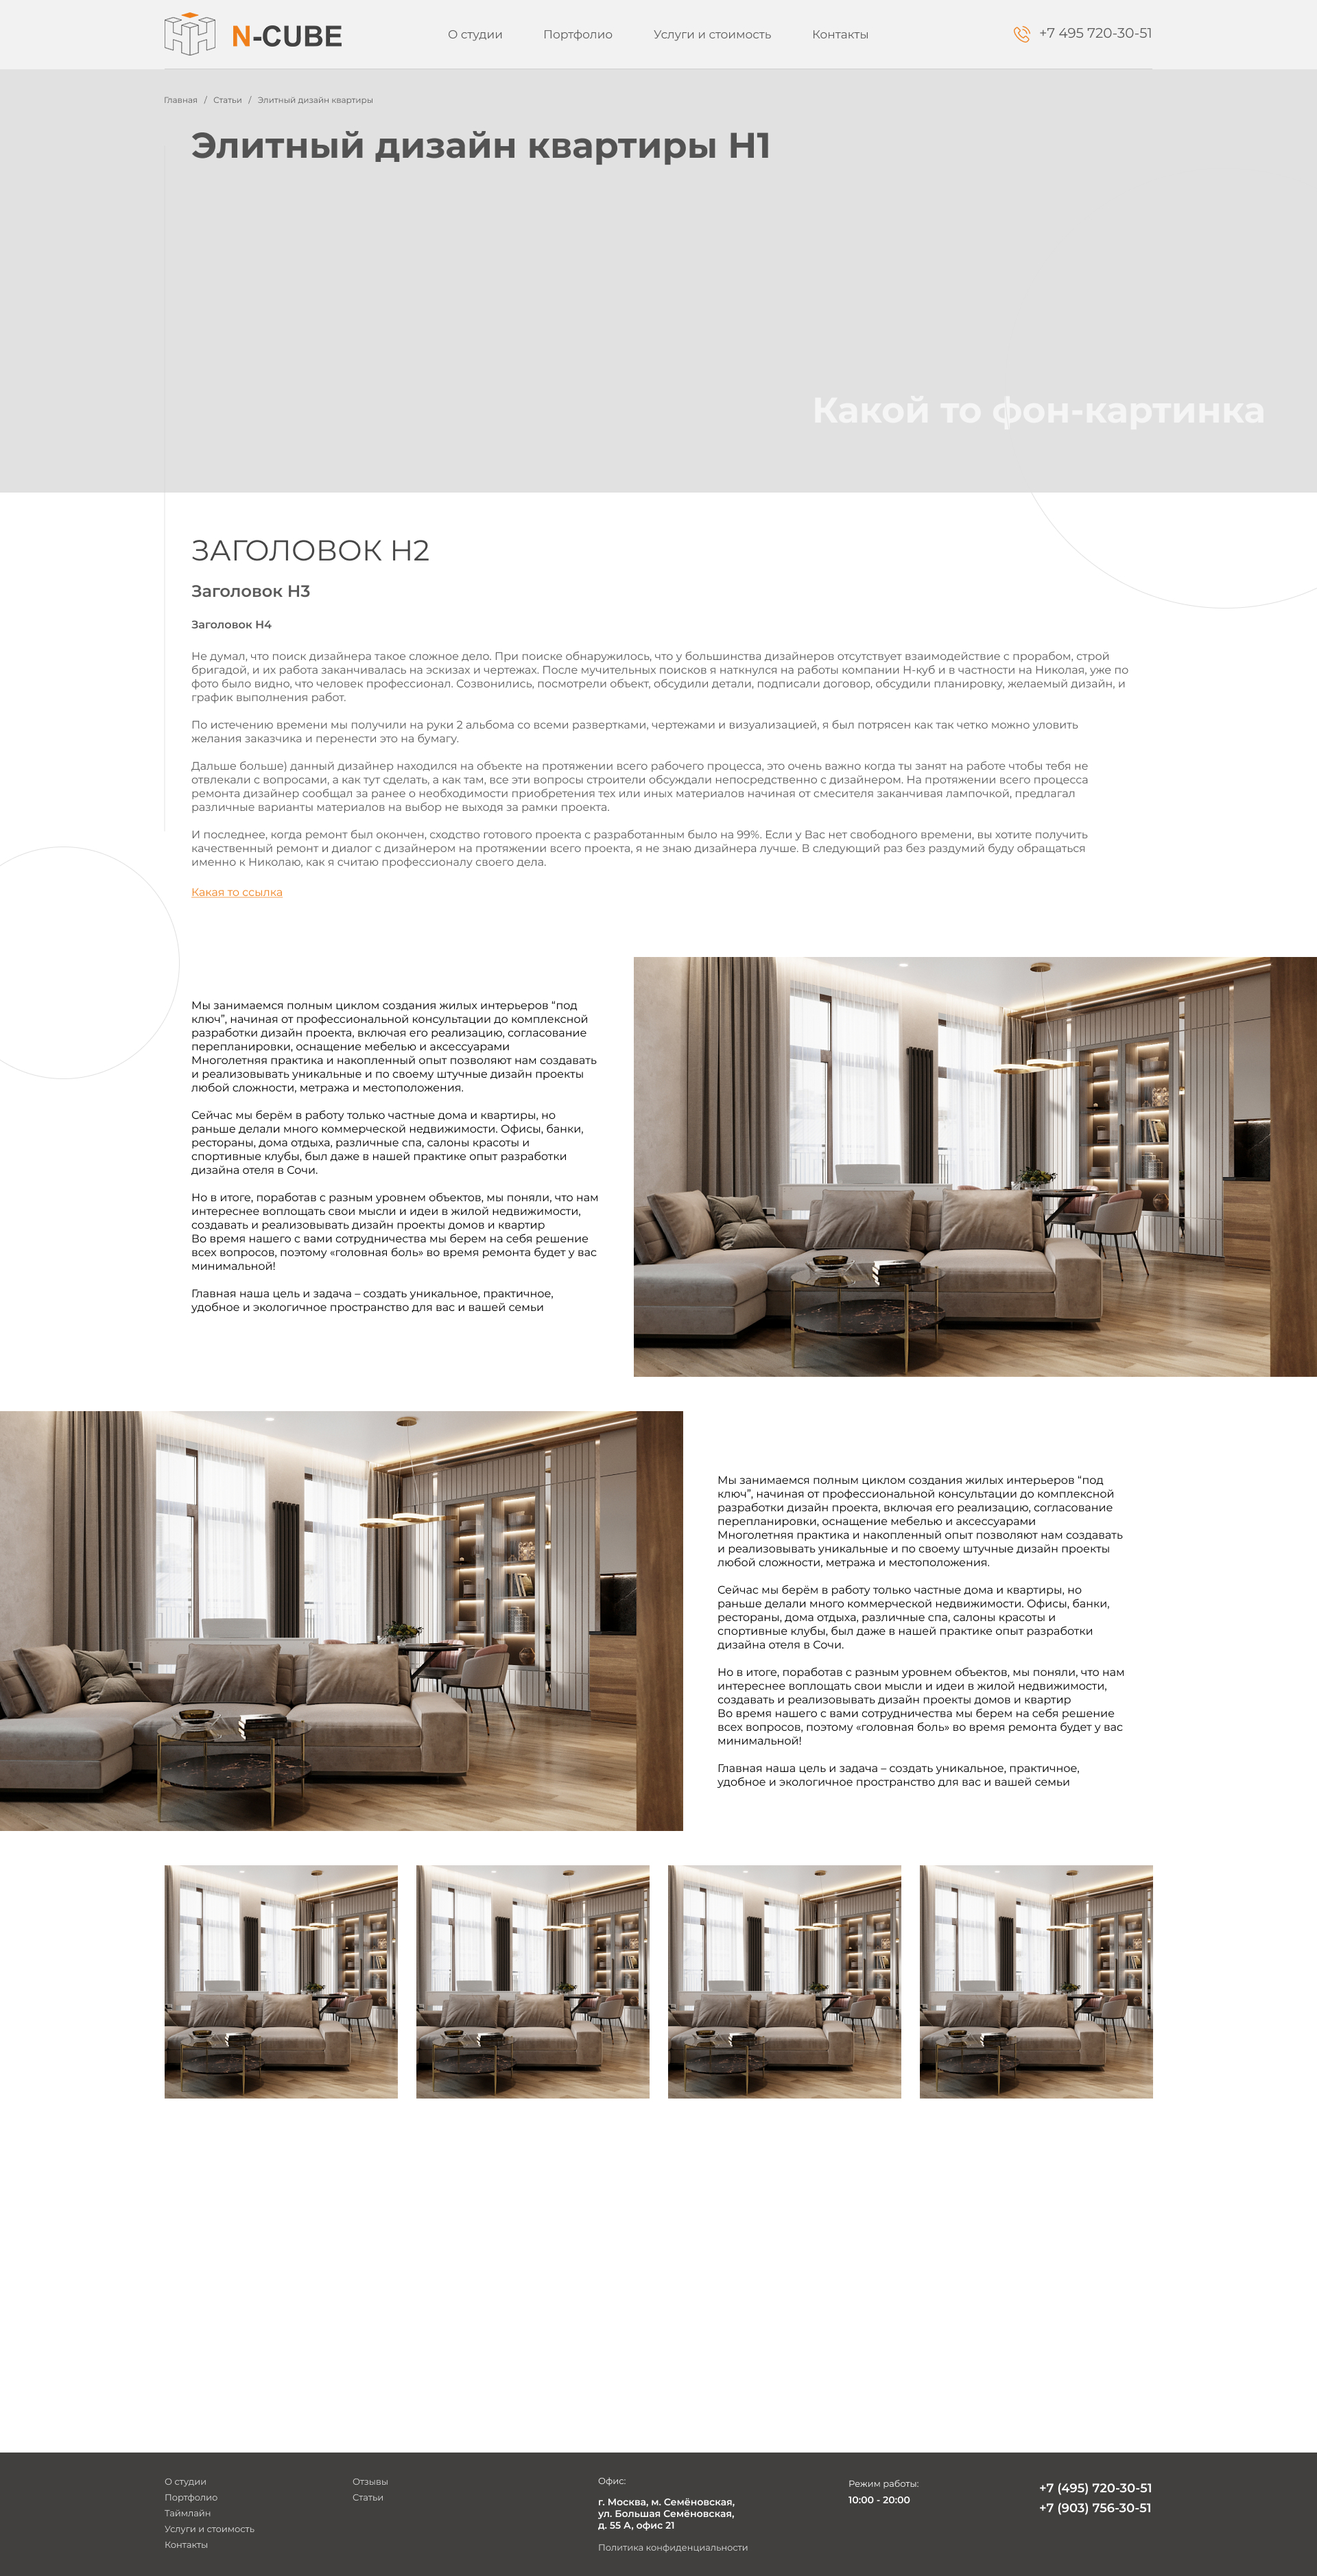 N-CUBE
О студии
Портфолио
Услуги и стоимость
Контакты
+7 495 720-30-51
Главная / Статьи / Элитный дизайн квартиры
Элитный дизайн квартиры H1
Какой то фон-картинка
ЗАГОЛОВОК H2
Заголовок H3
Заголовок H4
Не думал, что поиск дизайнера такое сложное дело. При поиске обнаружилось, что у большинства дизайнеров отсутствует взаимодействие с прорабом, строй
бригадой, и их работа заканчивалась на эскизах и чертежах. После мучительных поисков я наткнулся на работы компании Н-куб и в частности на Николая, уже по
фото было видно, что человек профессионал. Созвонились, посмотрели объект, обсудили детали, подписали договор, обсудили планировку, желаемый дизайн, и
график выполнения работ.
По истечению времени мы получили на руки 2 альбома со всеми развертками, чертежами и визуализацией, я был потрясен как так четко можно уловить
желания заказчика и перенести это на бумагу.
Дальше больше) данный дизайнер находился на объекте на протяжении всего рабочего процесса, это очень важно когда ты занят на работе чтобы тебя не
отвлекали с вопросами, а как тут сделать, а как там, все эти вопросы строители обсуждали непосредственно с дизайнером. На протяжении всего процесса
ремонта дизайнер сообщал за ранее о необходимости приобретения тех или иных материалов начиная от смесителя заканчивая лампочкой, предлагал
различные варианты материалов на выбор не выходя за рамки проекта.
И последнее, когда ремонт был окончен, сходство готового проекта с разработанным было на 99%. Если у Вас нет свободного времени, вы хотите получить
качественный ремонт и диалог с дизайнером на протяжении всего проекта, я не знаю дизайнера лучше. В следующий раз без раздумий буду обращаться
именно к Николаю, как я считаю профессионалу своего дела.
Какая то ссылка
Мы занимаемся полным циклом создания жилых интерьеров “под
ключ”, начиная от профессиональной консультации до комплексной
разработки дизайн проекта, включая его реализацию, согласование
перепланировки, оснащение мебелью и аксессуарами
Многолетняя практика и накопленный опыт позволяют нам создавать
и реализовывать уникальные и по своему штучные дизайн проекты
любой сложности, метража и местоположения.
Сейчас мы берём в работу только частные дома и квартиры, но
раньше делали много коммерческой недвижимости. Офисы, банки,
рестораны, дома отдыха, различные спа, салоны красоты и
спортивные клубы, был даже в нашей практике опыт разработки
дизайна отеля в Сочи.
Но в итоге, поработав с разным уровнем объектов, мы поняли, что нам
интереснее воплощать свои мысли и идеи в жилой недвижимости,
создавать и реализовывать дизайн проекты домов и квартир
Во время нашего с вами сотрудничества мы берем на себя решение
всех вопросов, поэтому «головная боль» во время ремонта будет у вас
минимальной!
Главная наша цель и задача – создать уникальное, практичное,
удобное и экологичное пространство для вас и вашей семьи
Мы занимаемся полным циклом создания жилых интерьеров “под
ключ”, начиная от профессиональной консультации до комплексной
разработки дизайн проекта, включая его реализацию, согласование
перепланировки, оснащение мебелью и аксессуарами
Многолетняя практика и накопленный опыт позволяют нам создавать
и реализовывать уникальные и по своему штучные дизайн проекты
любой сложности, метража и местоположения.
Сейчас мы берём в работу только частные дома и квартиры, но
раньше делали много коммерческой недвижимости. Офисы, банки,
рестораны, дома отдыха, различные спа, салоны красоты и
спортивные клубы, был даже в нашей практике опыт разработки
дизайна отеля в Сочи.
Но в итоге, поработав с разным уровнем объектов, мы поняли, что нам
интереснее воплощать свои мысли и идеи в жилой недвижимости,
создавать и реализовывать дизайн проекты домов и квартир
Во время нашего с вами сотрудничества мы берем на себя решение
всех вопросов, поэтому «головная боль» во время ремонта будет у вас
минимальной!
Главная наша цель и задача – создать уникальное, практичное,
удобное и экологичное пространство для вас и вашей семьи
О студии
Портфолио
Таймлайн
Услуги и стоимость
Контакты
Отзывы
Статьи
Офис:
г. Москва, м. Семёновская,
ул. Большая Семёновская,
д. 55 А, офис 21
Политика конфиденциальности
Режим работы:
10:00 - 20:00
+7 (495) 720-30-51
+7 (903) 756-30-51